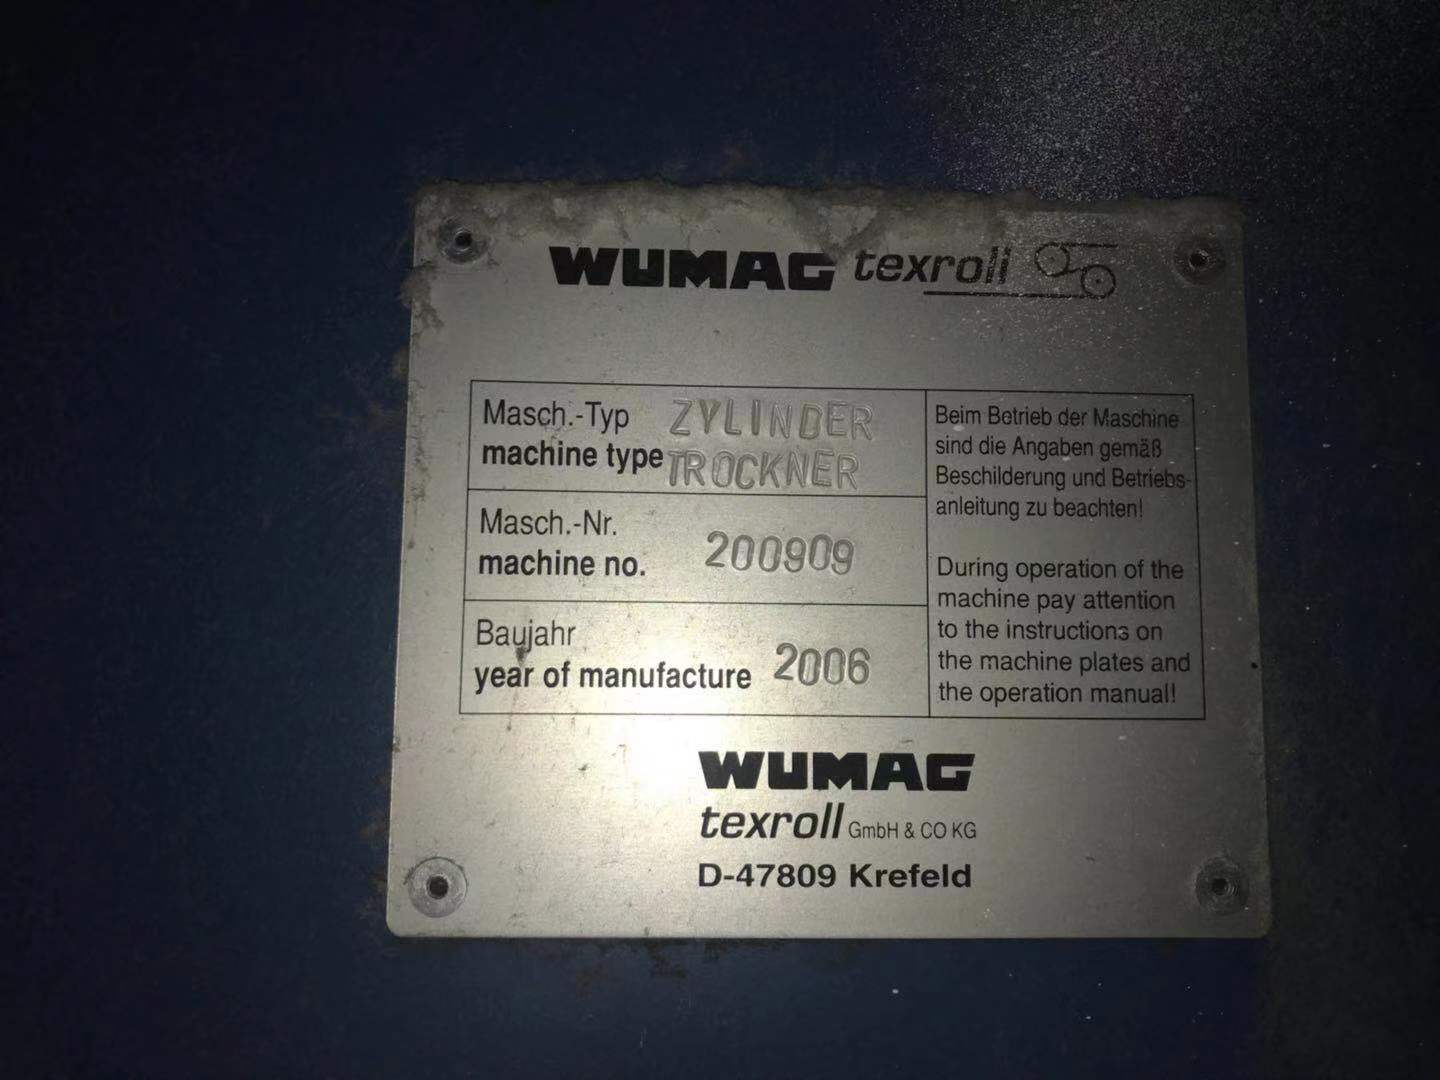 WUMAG texroll
Masch.-Typ ZYLINDER
machine type TROCKNER
Masch.-Nr.
machine no. 200909
Baujahr
year of manufacture 2006
Beim Betrieb der Maschine
sind die Angaben gemäß
Beschilderung und Betriebs-
anleitung zu beachten!
During operation of the
machine pay attention
to the instructions on
the machine plates and
the operation manual!
WUMAG
texroll GmbH & CO KG
D-47809 Krefeld